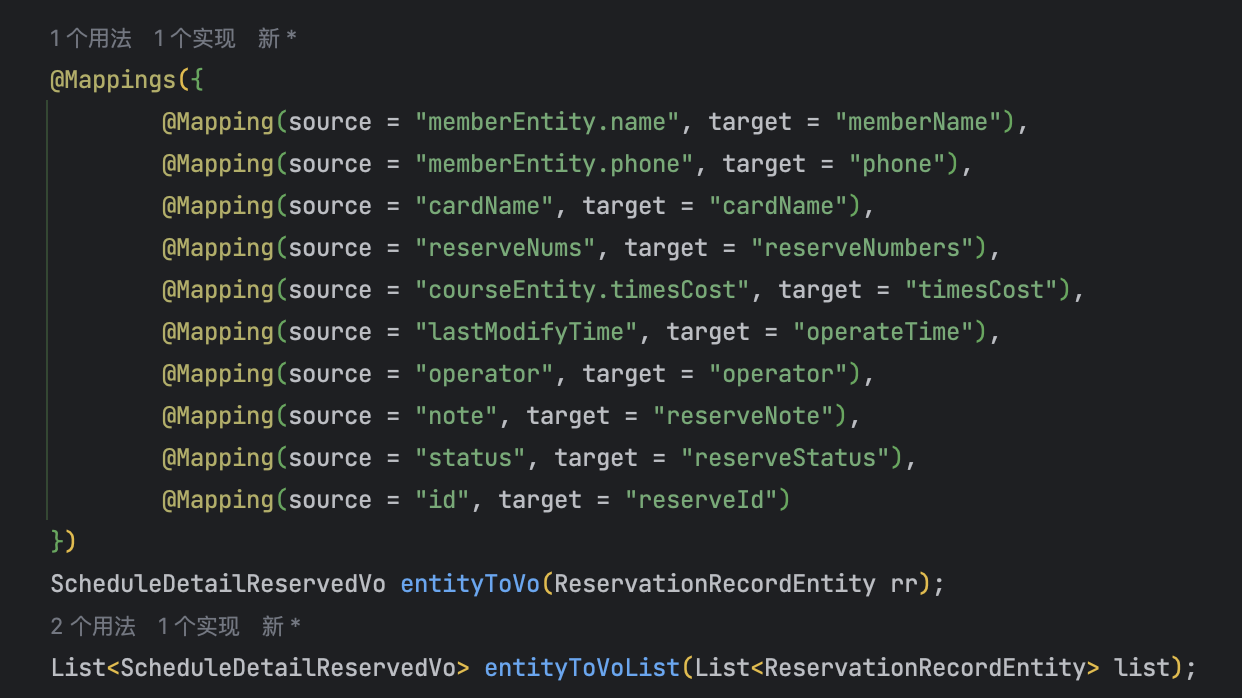 1 个用法 1 个实现 新 *
@Mappings({
@Mapping(source = "memberEntity.name", target = "memberName"),
@Mapping(source = "memberEntity.phone", target = "phone"),
@Mapping(source = "cardName", target = "cardName"),
@Mapping(source = "reserveNums", target = "reserveNumbers"),
@Mapping(source = "courseEntity.timesCost", target = "timesCost"),
@Mapping(source = "lastModifyTime", target = "operateTime"),
@Mapping(source = "operator", target = "operator"),
@Mapping(source = "note", target = "reserveNote"),
@Mapping(source = "status", target = "reserveStatus"),
@Mapping(source = "id", target = "reserveId")
})
ScheduleDetailReservedVo entityToVo(ReservationRecordEntity rr);
2 个用法 1 个实现 新 *
List<ScheduleDetailReservedVo> entityToVoList(List<ReservationRecordEntity> list);